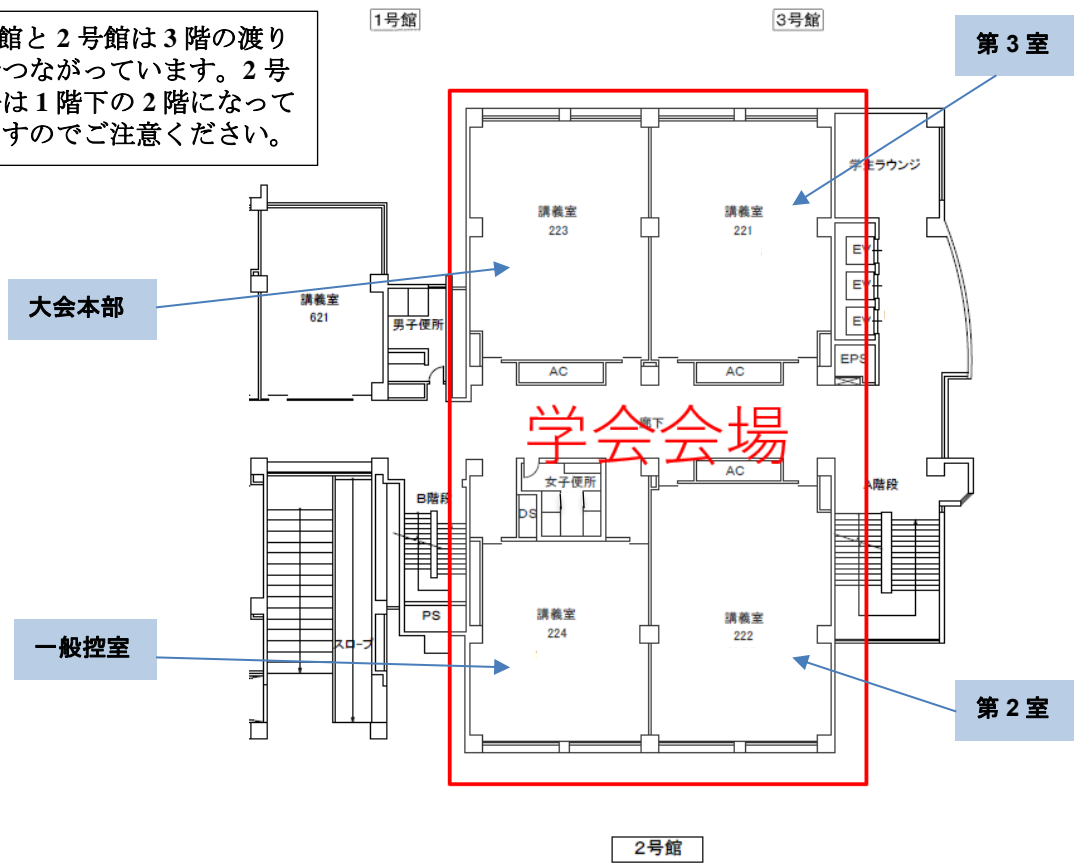 1号館
3号館
館と 2 号館は 3 階の渡り
つながっています。2 号
は 1 階下の 2 階になって
すのでご注意ください。
第 3 室
学生ラウンジ
講義室
223
講義室
221
EV
EV
EV
EPS
大会本部
講義室
621
男子便所
AC
AC
廊下
学会会場
AC
女子便所
DS
B階段
A階段
講義室
224
講義室
222
PS
スロープ
一般控室
第 2 室
2号館